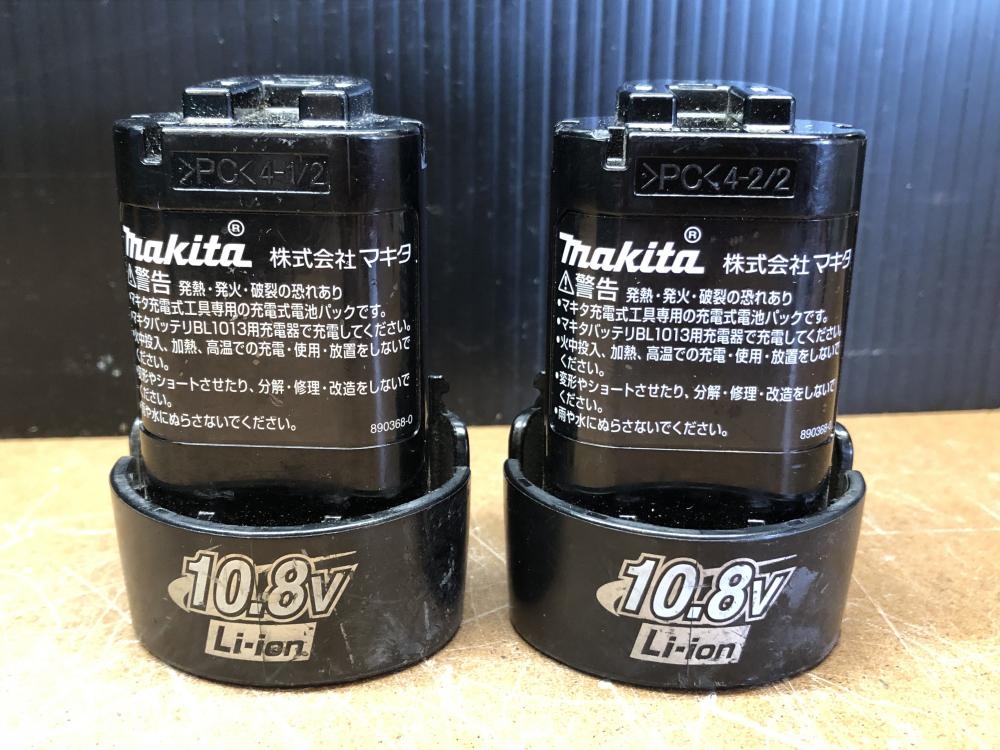 >PC< 4-1/2
makita® 株式会社マキタ
警告 発熱・発火・破裂の恐れあり
・マキタ充電式工具専用の充電式電池パックです。
・マキタバッテリBL1013用充電器で充電してください。
・火中投入、加熱、高温での充電・使用・放置をしないで
ください。
・変形やショートさせたり、分解・修理・改造をしないで
ください。
・雨や水にぬらさないでください。
890368-0
10.8V
Li-ion
>PC< 4-2/2
makita® 株式会社マキタ
警告 発熱・発火・破裂の恐れあり
・マキタ充電式工具専用の充電式電池パックです。
・マキタバッテリBL1013用充電器で充電してください。
・火中投入、加熱、高温での充電・使用・放置をしないで
ください。
・変形やショートさせたり、分解・修理・改造をしないで
ください。
・雨や水にぬらさないでください。
890368-0
10.8V
Li-ion